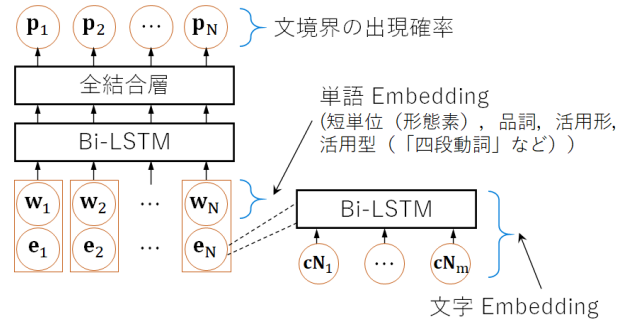 p1 p2 ⋯ pN
文境界の出現確率
全結合層
Bi-LSTM
単語 Embedding
(短単位（形態素）, 品詞, 活用形,
活用型（「四段動詞」など）)
w1 w2 ⋯ wN
e1 e2 ⋯ eN
Bi-LSTM
cN1 ⋯ cNm
文字 Embedding